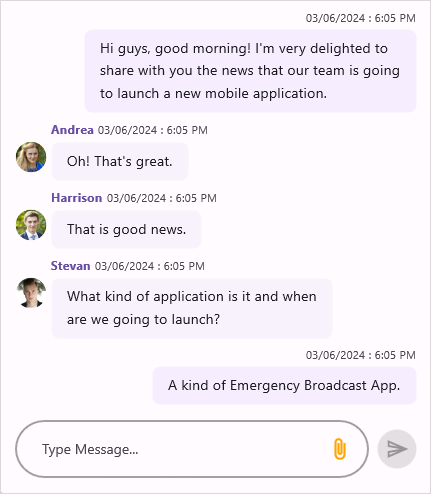 03/06/2024 : 6:05 PM
Hi guys, good morning! I'm very delighted to
share with you the news that our team is going
to launch a new mobile application.
Andrea 03/06/2024 : 6:05 PM
Oh! That's great.
Harrison 03/06/2024 : 6:05 PM
That is good news.
Stevan 03/06/2024 : 6:05 PM
What kind of application is it and when
are we going to launch?
03/06/2024 : 6:05 PM
A kind of Emergency Broadcast App.
Type Message...